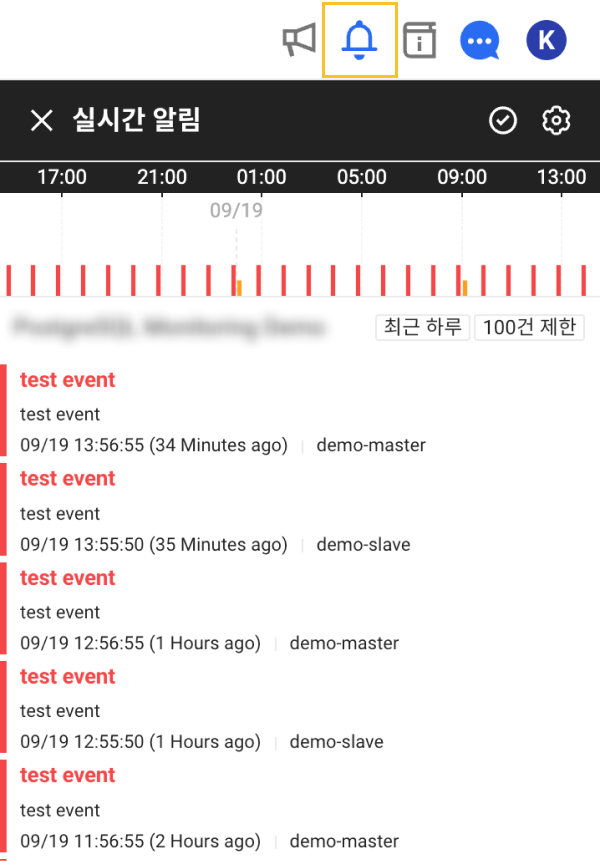 K
실시간 알림
17:00 21:00 01:00 05:00 09:00 13:00
09/19
최근 하루 100건 제한
test event
test event
09/19 13:56:55 (34 Minutes ago) demo-master
test event
test event
09/19 13:55:50 (35 Minutes ago) demo-slave
test event
test event
09/19 12:56:55 (1 Hours ago) demo-master
test event
test event
09/19 12:55:50 (1 Hours ago) demo-slave
test event
test event
09/19 11:56:55 (2 Hours ago) demo-master